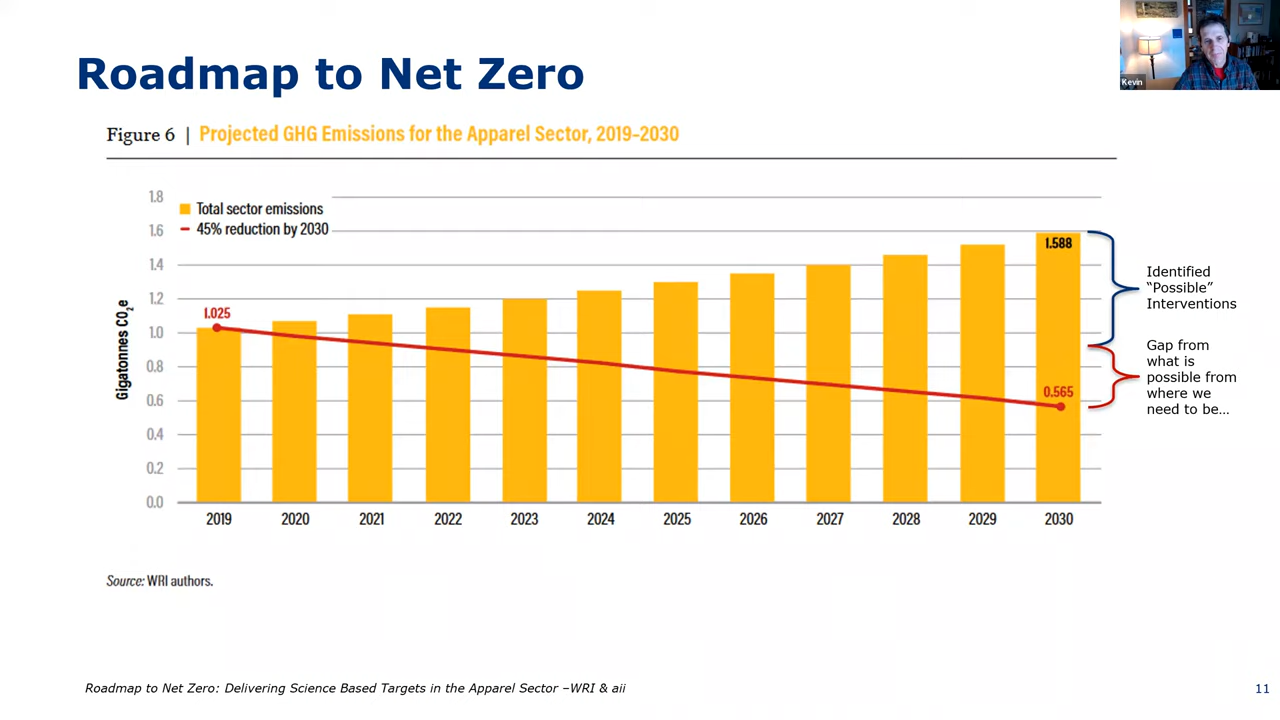 Roadmap to Net Zero
Kevin
Figure 6 | Projected GHG Emissions for the Apparel Sector, 2019–2030
Gigatonnes CO₂e
1.8
1.6
1.4
1.2
1.0
0.8
0.6
0.4
0.2
0.0
Total sector emissions
45% reduction by 2030
1.025
1.588
0.565
2019 2020 2021 2022 2023 2024 2025 2026 2027 2028 2029 2030
Identified
“Possible”
Interventions
Gap from
what is
possible from
where we
need to be…
Source: WRI authors.
Roadmap to Net Zero: Delivering Science Based Targets in the Apparel Sector –WRI & aii
11